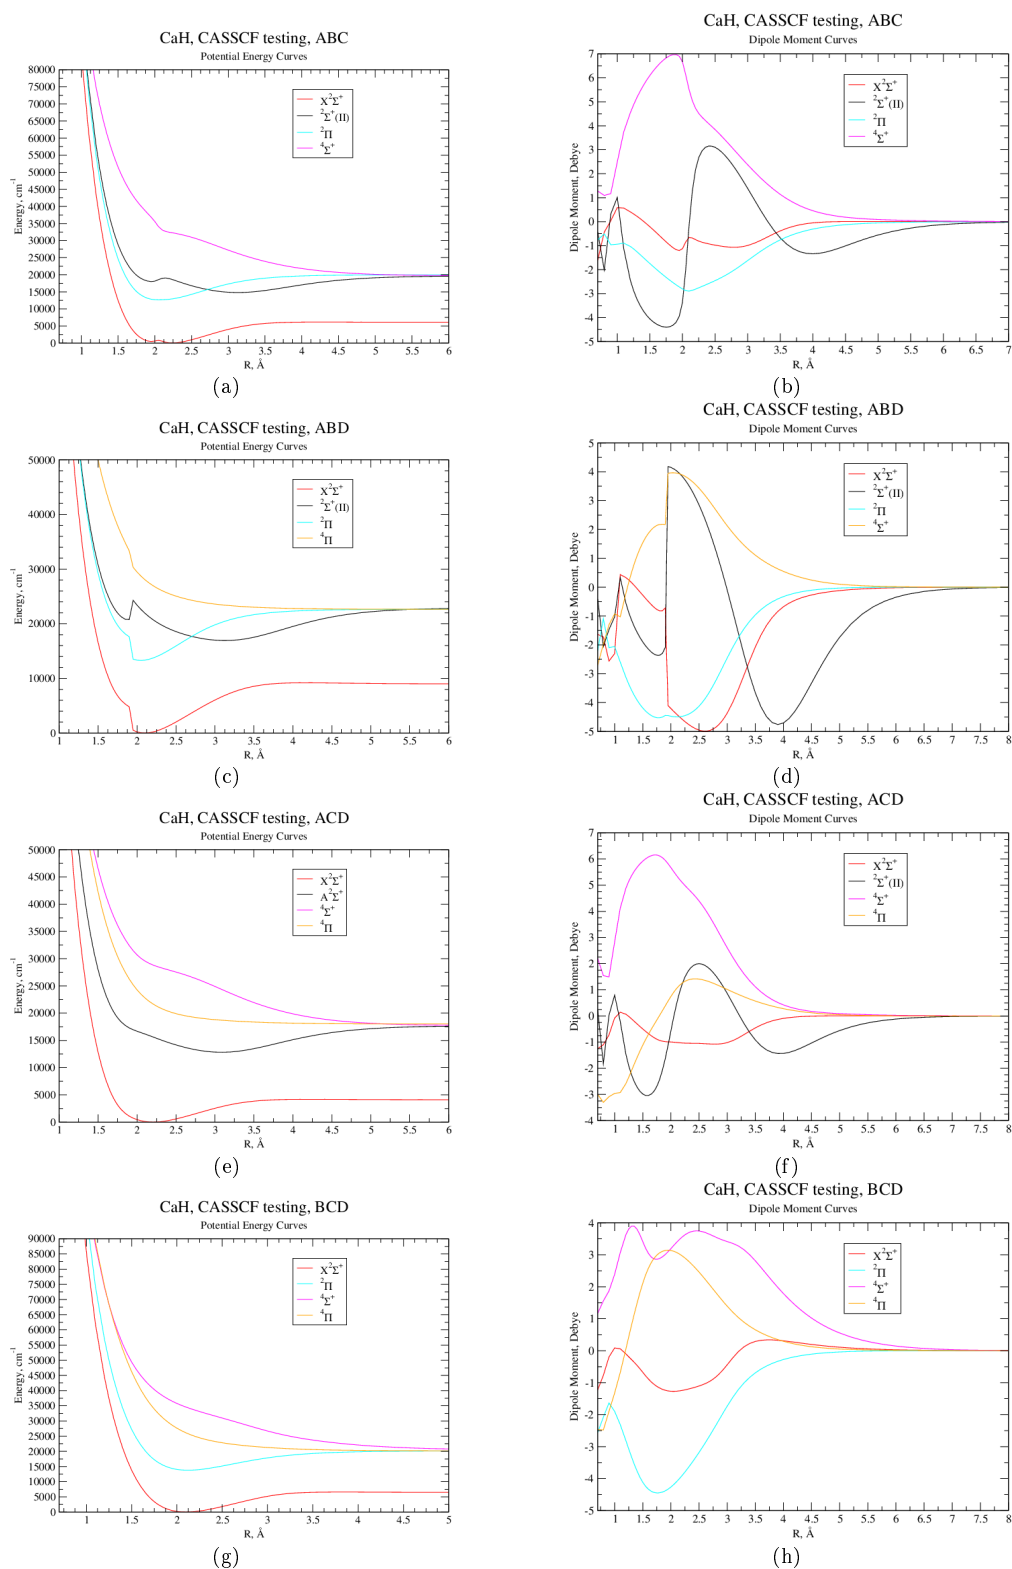 CaH, CASSCF testing, ABC
Potential Energy Curves
80000
75000
70000
65000
60000
55000
50000
45000
40000
35000
30000
25000
20000
15000
10000
5000
0
Energy, cm⁻¹
X²Σ⁺
²Σ⁺(II)
²Π
⁴Σ⁺
1 1.5 2 2.5 3 3.5 4 4.5 5 5.5 6
R, Å
(a)
CaH, CASSCF testing, ABC
Dipole Moment Curves
7
6
5
4
3
2
1
0
-1
-2
-3
-4
-5
Dipole Moment, Debye
X²Σ⁺
²Σ⁺(II)
²Π
⁴Σ⁺
1 1.5 2 2.5 3 3.5 4 4.5 5 5.5 6 6.5 7
R, Å
(b)
CaH, CASSCF testing, ABD
Potential Energy Curves
50000
40000
30000
20000
10000
0
Energy, cm⁻¹
X²Σ⁺
²Σ⁺(II)
²Π
⁴Π
1 1.5 2 2.5 3 3.5 4 4.5 5 5.5 6
R, Å
(c)
CaH, CASSCF testing, ABD
Dipole Moment Curves
5
4
3
2
1
0
-1
-2
-3
-4
-5
Dipole Moment, Debye
X²Σ⁺
²Σ⁺(II)
²Π
⁴Σ⁺
1 1.5 2 2.5 3 3.5 4 4.5 5 5.5 6 6.5 7 7.5 8
R, Å
(d)
CaH, CASSCF testing, ACD
Potential Energy Curves
50000
45000
40000
35000
30000
25000
20000
15000
10000
5000
0
Energy, cm⁻¹
X²Σ⁺
A²Σ⁺
⁴Σ⁺
⁴Π
1 1.5 2 2.5 3 3.5 4 4.5 5 5.5 6
R, Å
(e)
CaH, CASSCF testing, ACD
Dipole Moment Curves
7
6
5
4
3
2
1
0
-1
-2
-3
-4
Dipole Moment, Debye
X²Σ⁺
²Σ⁺(II)
⁴Σ⁺
⁴Π
1 1.5 2 2.5 3 3.5 4 4.5 5 5.5 6 6.5 7 7.5 8
R, Å
(f)
CaH, CASSCF testing, BCD
Potential Energy Curves
90000
85000
80000
75000
70000
65000
60000
55000
50000
45000
40000
35000
30000
25000
20000
15000
10000
5000
0
Energy, cm⁻¹
X²Σ⁺
²Π
⁴Σ⁺
⁴Π
1 1.5 2 2.5 3 3.5 4 4.5 5
R, Å
(g)
CaH, CASSCF testing, BCD
Dipole Moment Curves
4
3
2
1
0
-1
-2
-3
-4
-5
Dipole Moment, Debye
X²Σ⁺
²Π
⁴Σ⁺
⁴Π
1 1.5 2 2.5 3 3.5 4 4.5 5 5.5 6 6.5 7 7.5 8
R, Å
(h)